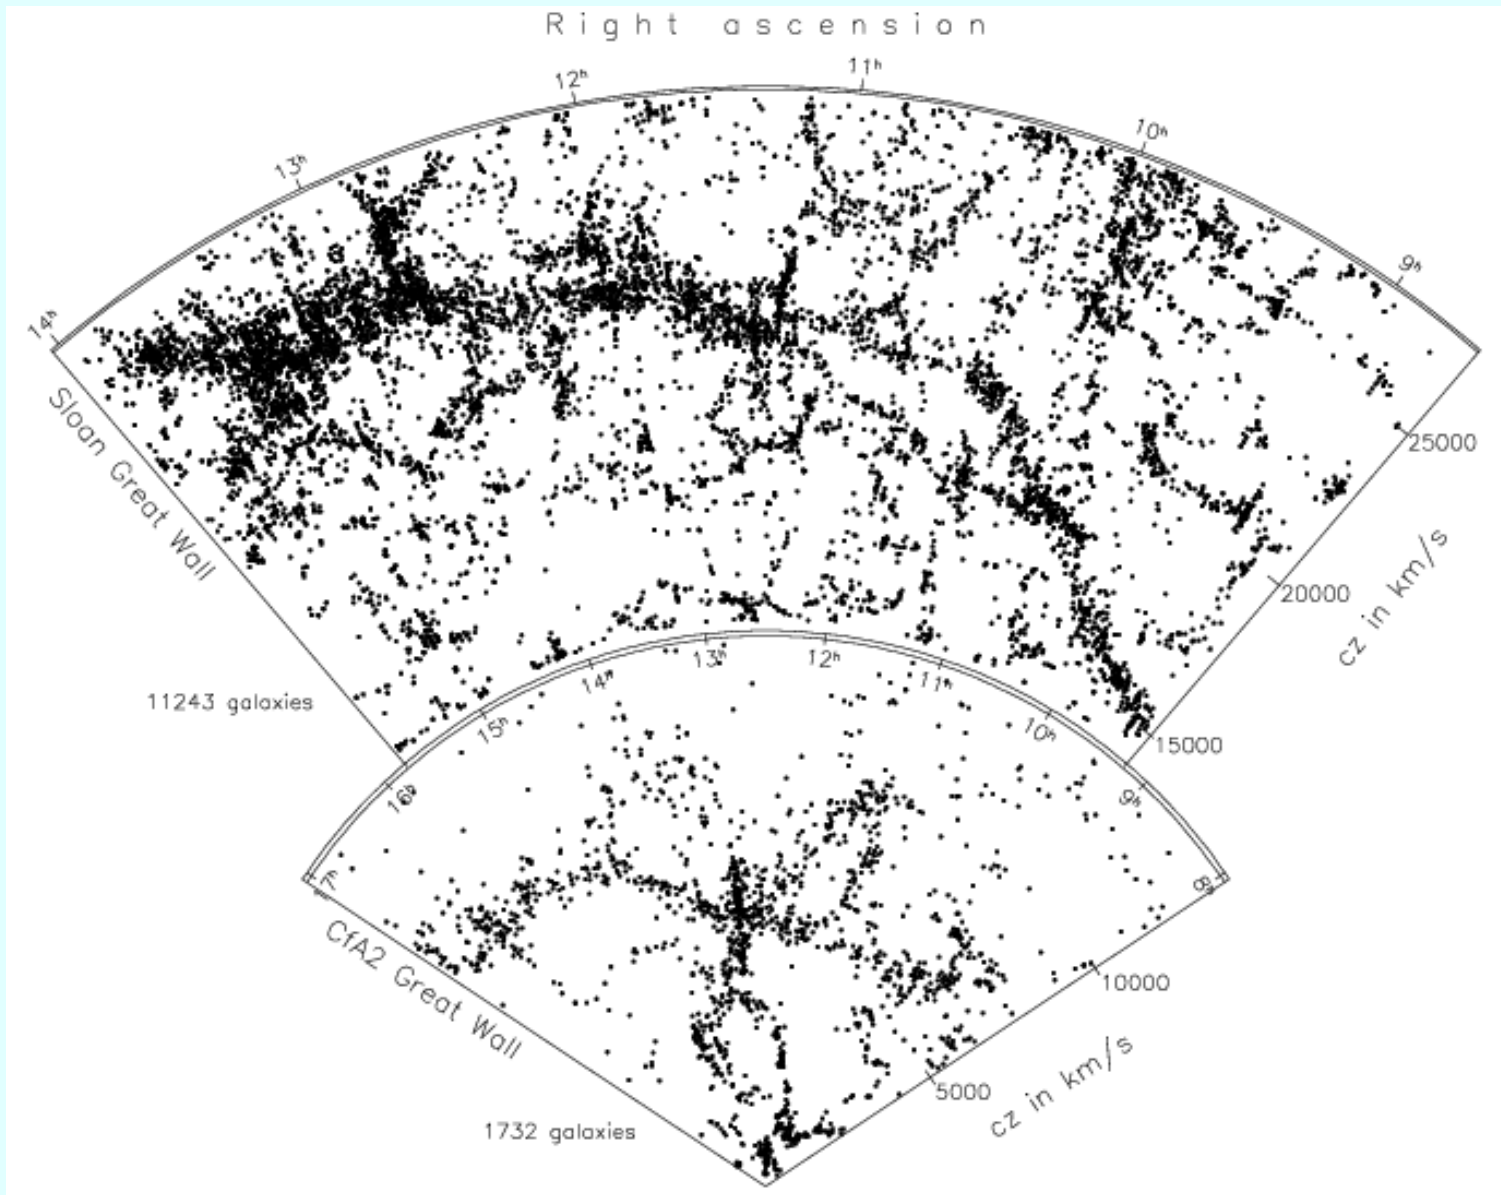 Right ascension
14ʰ
13ʰ
12ʰ
11ʰ
10ʰ
9ʰ
Sloan Great Wall
25000
20000
15000
cz in km/s
11243 galaxies
16ʰ
15ʰ
14ʰ
13ʰ
12ʰ
11ʰ
10ʰ
9ʰ
8ʰ
CfA2 Great Wall
10000
5000
cz in km/s
1732 galaxies